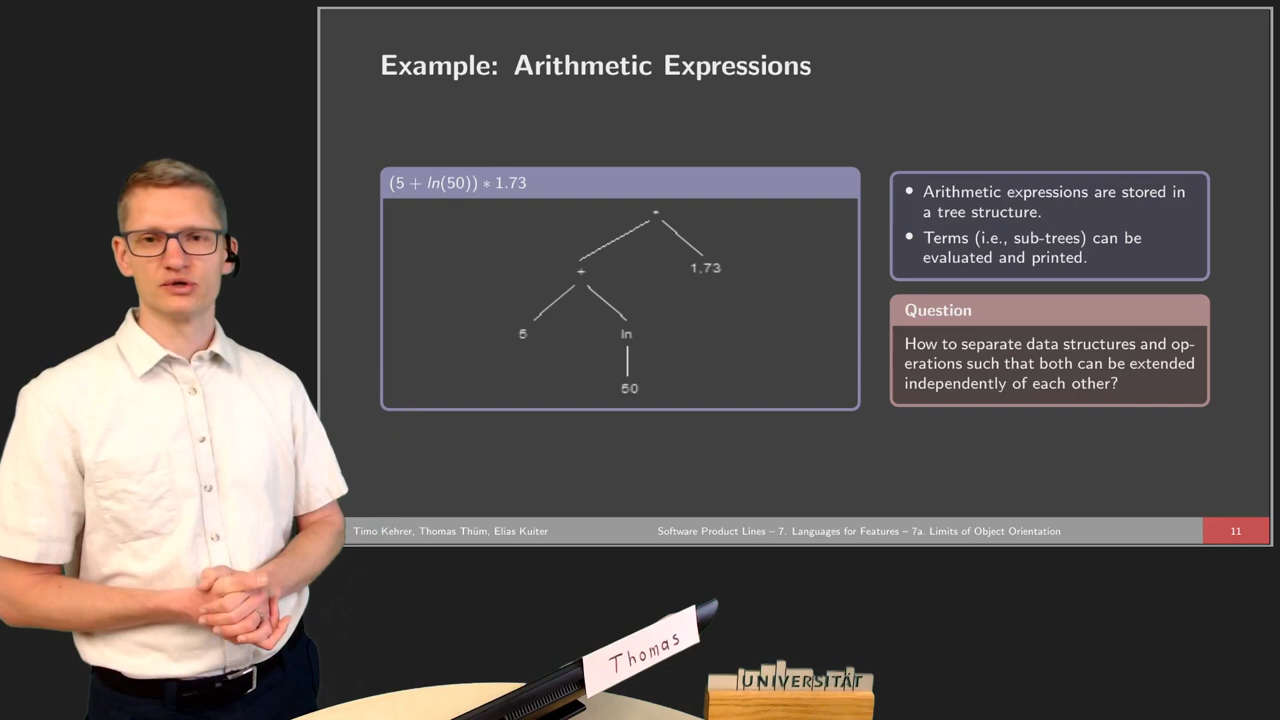 Example: Arithmetic Expressions
(5 + ln(50)) ∗ 1.73
*
+
1.73
5
ln
50
• Arithmetic expressions are stored in
a tree structure.
• Terms (i.e., sub-trees) can be
evaluated and printed.
Question
How to separate data structures and op-
erations such that both can be extended
independently of each other?
Timo Kehrer, Thomas Thüm, Elias Kuiter
Software Product Lines – 7. Languages for Features – 7a. Limits of Object Orientation
11
Thomas
UNIVERSITÄT